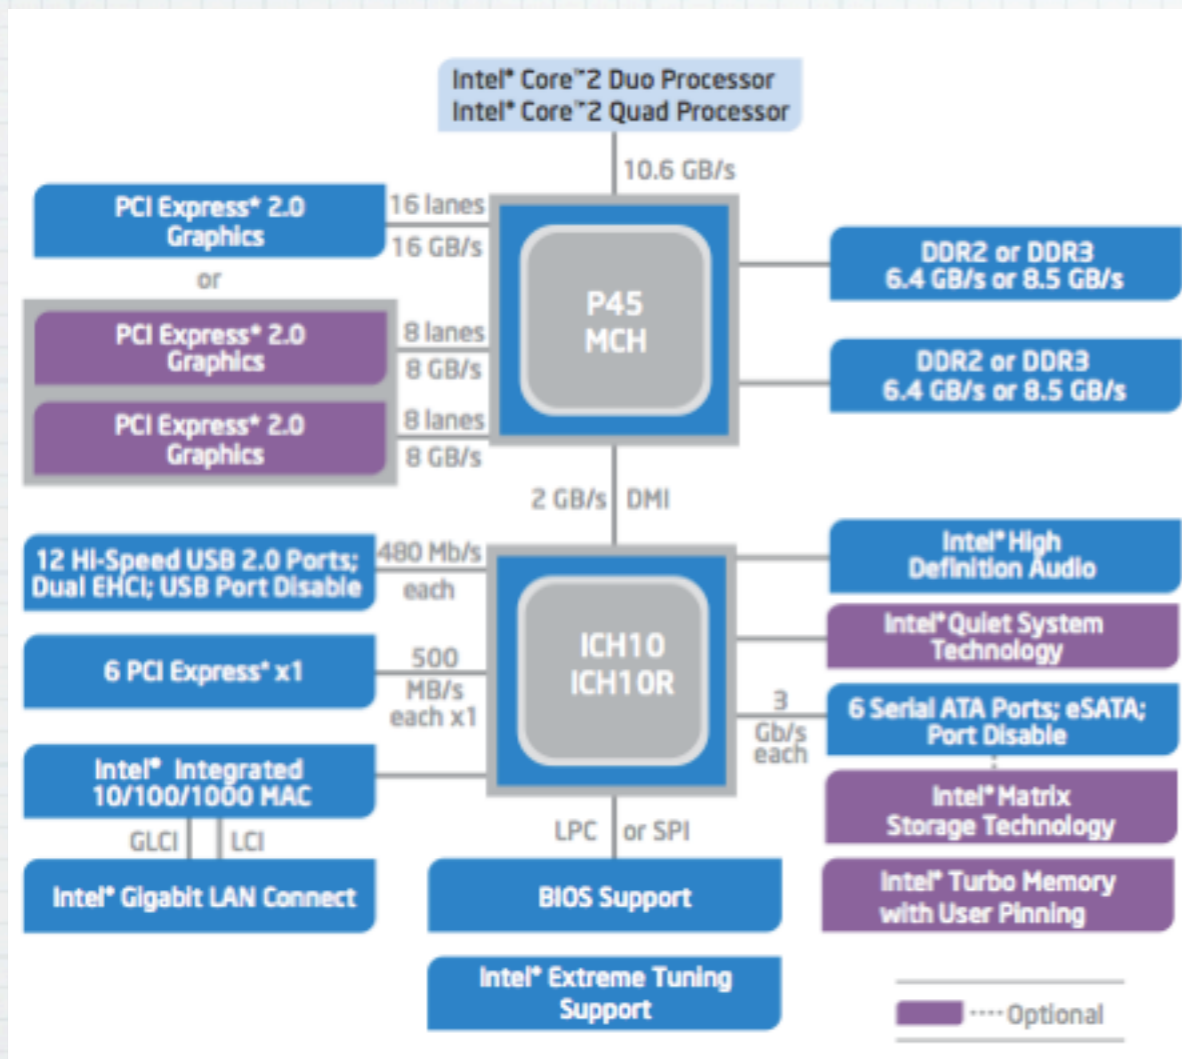 Intel® Core™2 Duo Processor
Intel® Core™2 Quad Processor
10.6 GB/s
PCI Express* 2.0
Graphics
16 lanes
16 GB/s
or
PCI Express* 2.0
Graphics
8 lanes
8 GB/s
PCI Express* 2.0
Graphics
8 lanes
8 GB/s
P45
MCH
DDR2 or DDR3
6.4 GB/s or 8.5 GB/s
DDR2 or DDR3
6.4 GB/s or 8.5 GB/s
2 GB/s DMI
12 Hi-Speed USB 2.0 Ports;
Dual EHCI; USB Port Disable
480 Mb/s
each
6 PCI Express* x1
500
MB/s
each x1
Intel® Integrated
10/100/1000 MAC
GLCI LCI
Intel® Gigabit LAN Connect
ICH10
ICH10R
Intel® High
Definition Audio
Intel® Quiet System
Technology
3
Gb/s
each
6 Serial ATA Ports; eSATA;
Port Disable
Intel® Matrix
Storage Technology
Intel® Turbo Memory
with User Pinning
LPC or SPI
BIOS Support
Intel® Extreme Tuning
Support
Optional